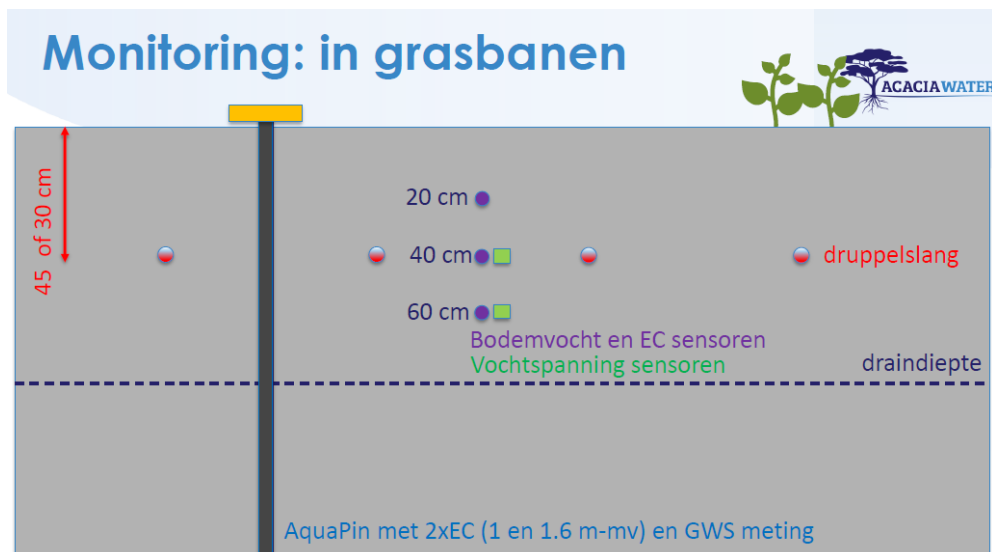 Monitoring: in grasbanen
ACACIAWATER
45 of 30 cm
20 cm
40 cm
druppelslang
60 cm
Bodemvocht en EC sensoren
Vochtspanning sensoren
draindiepte
AquaPin met 2xEC (1 en 1.6 m-mv) en GWS meting